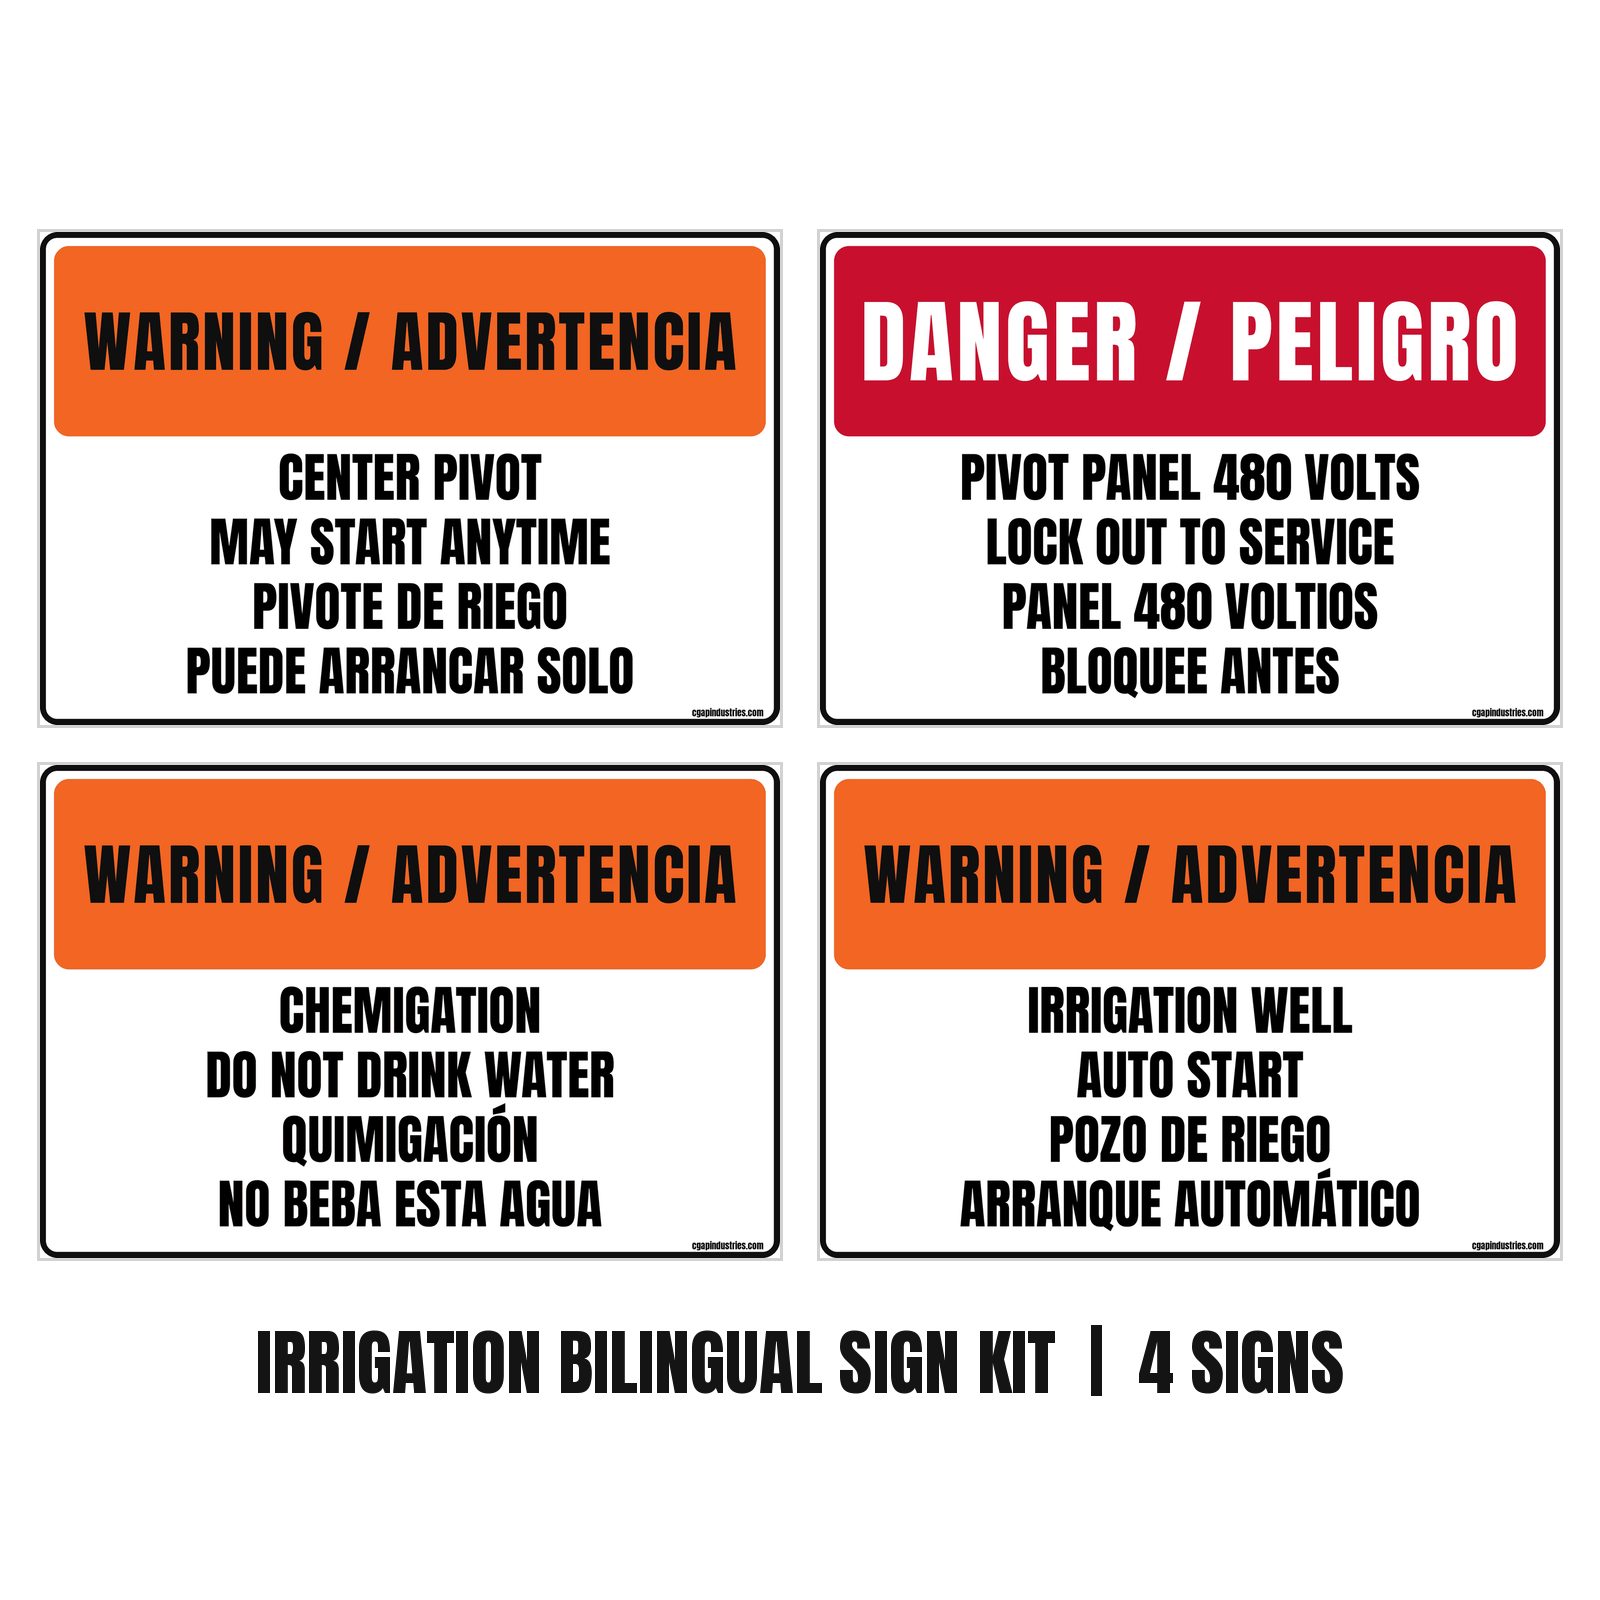 WARNING / ADVERTENCIA
CENTER PIVOT
MAY START ANYTIME
PIVOTE DE RIEGO
PUEDE ARRANCAR SOLO
cgapindustries.com
DANGER / PELIGRO
PIVOT PANEL 480 VOLTS
LOCK OUT TO SERVICE
PANEL 480 VOLTIOS
BLOQUEE ANTES
cgapindustries.com
WARNING / ADVERTENCIA
CHEMIGATION
DO NOT DRINK WATER
QUIMIGACIÓN
NO BEBA ESTA AGUA
cgapindustries.com
WARNING / ADVERTENCIA
IRRIGATION WELL
AUTO START
POZO DE RIEGO
ARRANQUE AUTOMÁTICO
cgapindustries.com
IRRIGATION BILINGUAL SIGN KIT | 4 SIGNS